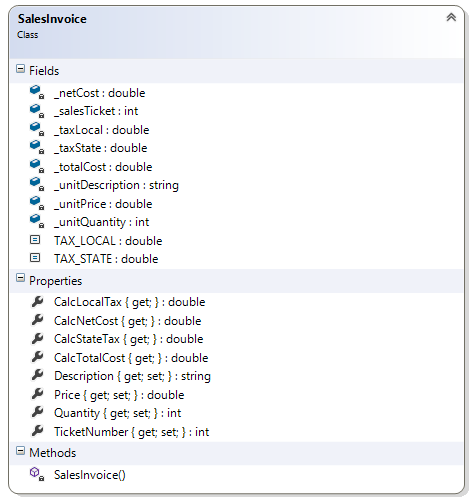 SalesInvoice
Class
Fields
_netCost : double
_salesTicket : int
_taxLocal : double
_taxState : double
_totalCost : double
_unitDescription : string
_unitPrice : double
_unitQuantity : int
TAX_LOCAL : double
TAX_STATE : double
Properties
CalcLocalTax { get; } : double
CalcNetCost { get; } : double
CalcStateTax { get; } : double
CalcTotalCost { get; } : double
Description { get; set; } : string
Price { get; set; } : double
Quantity { get; set; } : int
TicketNumber { get; set; } : int
Methods
SalesInvoice()